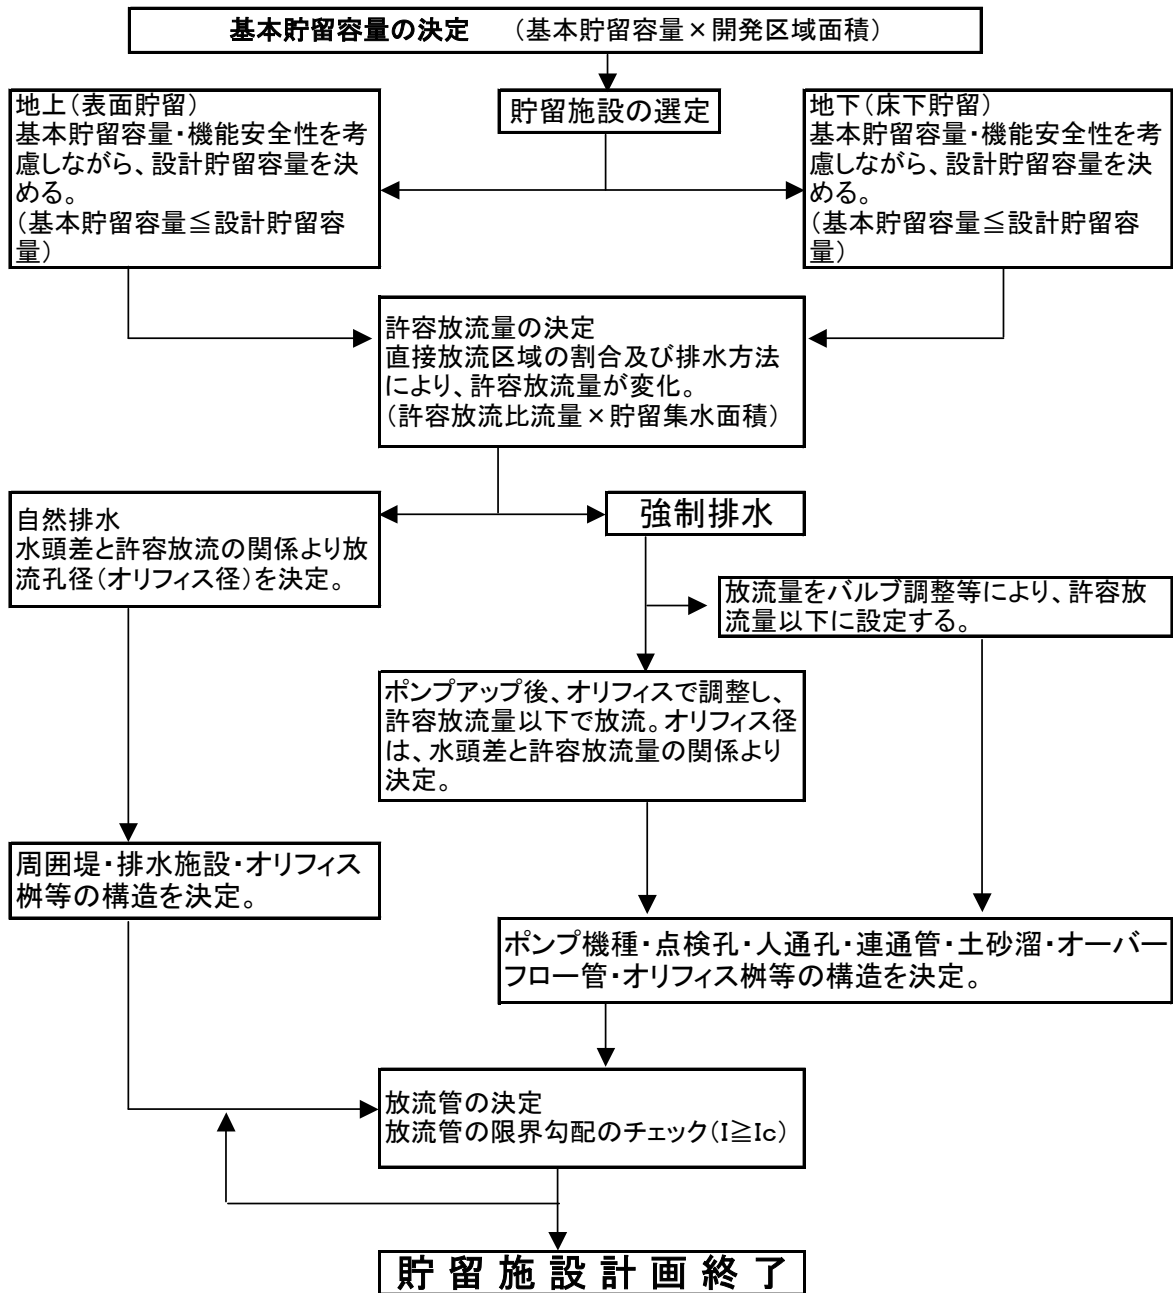 基本貯留容量の決定 （基本貯留容量×開発区域面積）
貯留施設の選定
地上（表面貯留）
基本貯留容量・機能安全性を考
慮しながら、設計貯留容量を決
める。
（基本貯留容量≦設計貯留容
量）
地下（床下貯留）
基本貯留容量・機能安全性を考
慮しながら、設計貯留容量を決
める。
（基本貯留容量≦設計貯留容
量）
許容放流量の決定
直接放流区域の割合及び排水方法
により、許容放流量が変化。
（許容放流比流量×貯留集水面積）
自然排水
水頭差と許容放流の関係より放
流孔径（オリフィス径）を決定。
強制排水
放流量をバルブ調整等により、許容放
流量以下に設定する。
ポンプアップ後、オリフィスで調整し、
許容放流量以下で放流。オリフィス径
は、水頭差と許容放流量の関係より
決定。
周囲堤・排水施設・オリフィス
桝等の構造を決定。
ポンプ機種・点検孔・人通孔・連通管・土砂溜・オーバー
フロー管・オリフィス桝等の構造を決定。
放流管の決定
放流管の限界勾配のチェック（I≧Ic）
貯留施設計画終了